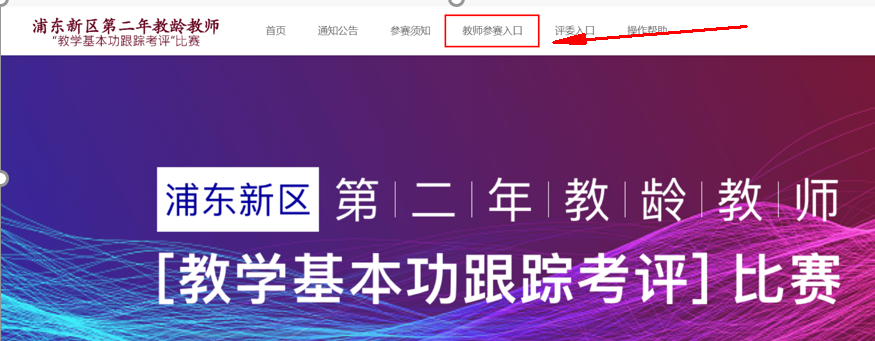 浦东新区第二年教龄教师
“教学基本功跟踪考评”比赛
首页 通知公告 参赛须知 教师参赛入口 评委入口 操作帮助
浦东新区 第二年教龄教师
[教学基本功跟踪考评] 比赛